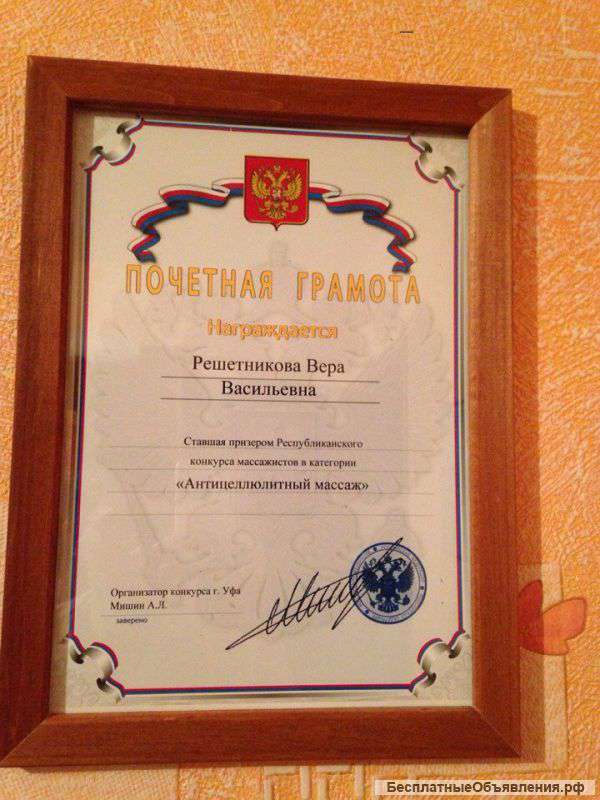 ПОЧЕТНАЯ ГРАМОТА
Награждается
Решетникова Вера
Васильевна
Ставшая призером Республиканского
конкурса массажистов в категории
«Антицеллюлитный массаж»
Организатор конкурса г. Уфа
Мишин А.Л.
заверено
БесплатныеОбъявления.рф